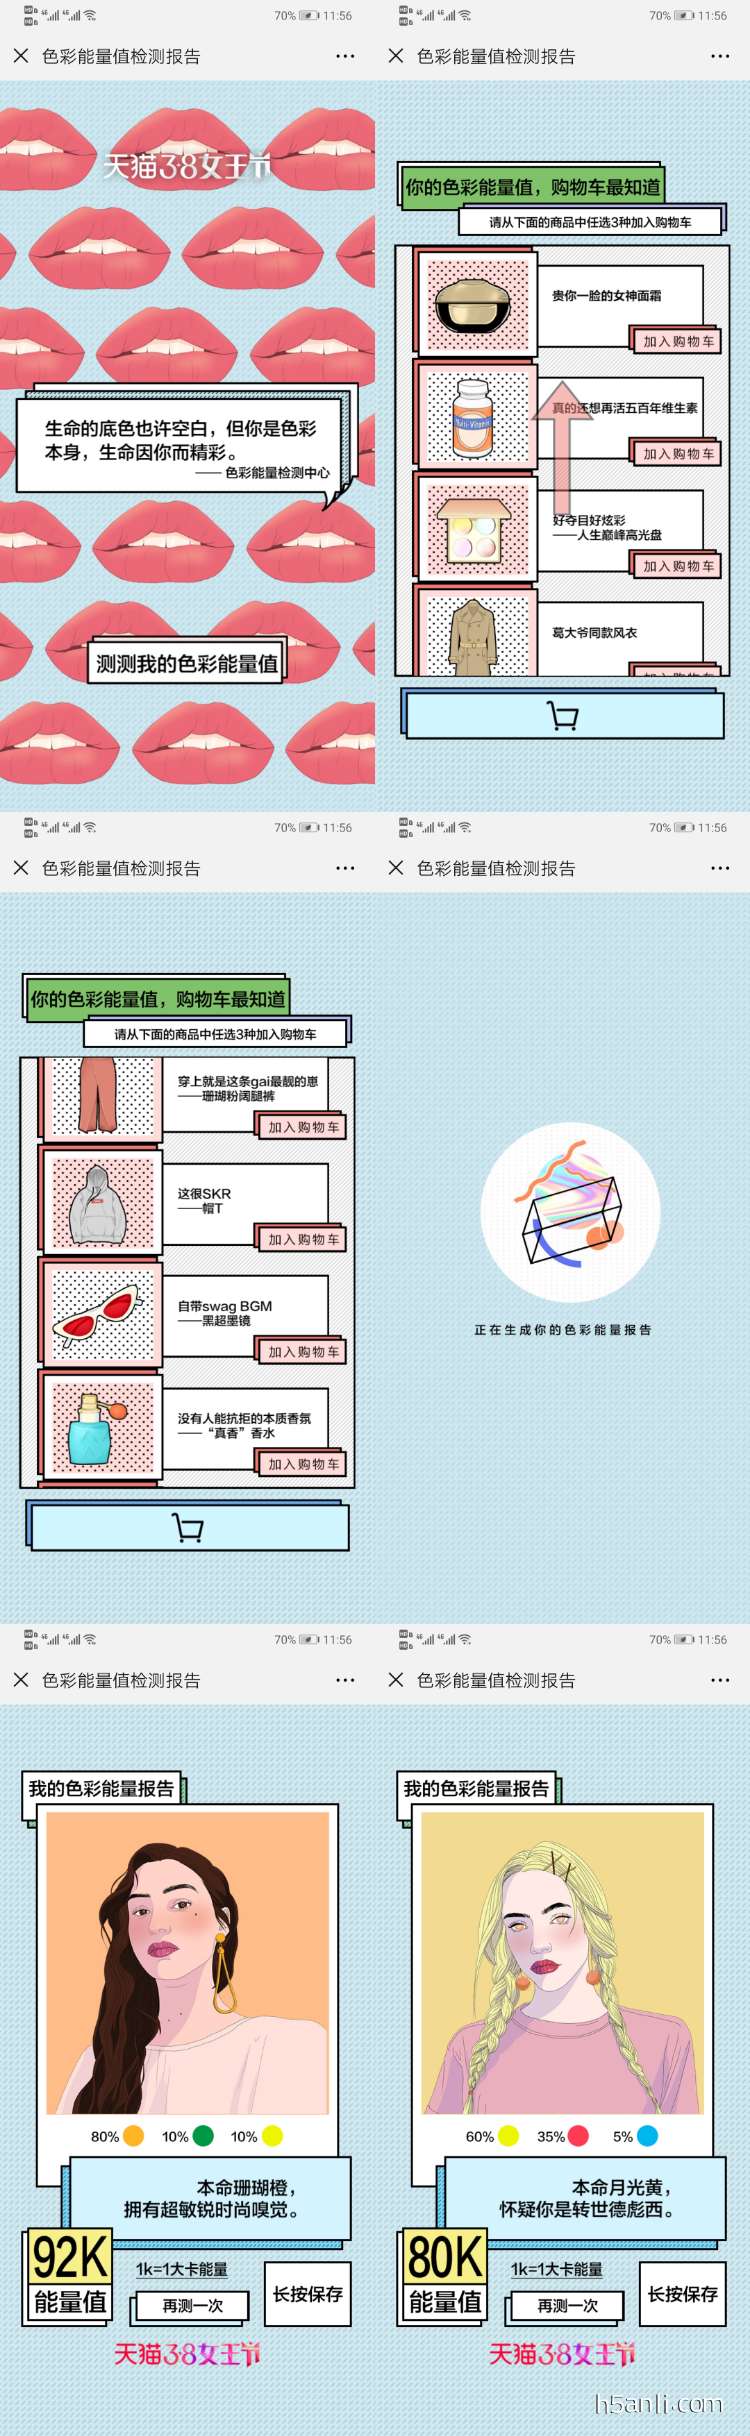 70% 11:56
色彩能量值检测报告
天猫3·8女王节
生命的底色也许空白，但你是色彩
本身，生命因你而精彩。
—— 色彩能量检测中心
测测我的色彩能量值
70% 11:56
色彩能量值检测报告
你的色彩能量值，购物车最知道
请从下面的商品中任选3种加入购物车
贵你一脸的女神面霜
加入购物车
Multi-Vitamin
真的还想再活五百年维生素
加入购物车
好夺目好炫彩
——人生巅峰高光盘
加入购物车
葛大爷同款风衣
加入购物车
70% 11:56
色彩能量值检测报告
你的色彩能量值，购物车最知道
请从下面的商品中任选3种加入购物车
穿上就是这条gai最靓的崽
——珊瑚粉阔腿裤
加入购物车
这很SKR
——帽T
加入购物车
自带swag BGM
——黑超墨镜
加入购物车
没有人能抗拒的本质香氛
——“真香”香水
加入购物车
70% 11:56
色彩能量值检测报告
正在生成你的色彩能量报告
70% 11:56
色彩能量值检测报告
我的色彩能量报告
80% 10% 10%
本命珊瑚橙，
拥有超敏锐时尚嗅觉。
92K
能量值
1k=1大卡能量
再测一次
长按保存
天猫3·8女王节
70% 11:56
色彩能量值检测报告
我的色彩能量报告
60% 35% 5%
本命月光黄，
怀疑你是转世德彪西。
80K
能量值
1k=1大卡能量
再测一次
长按保存
天猫3·8女王节
h5anli.com